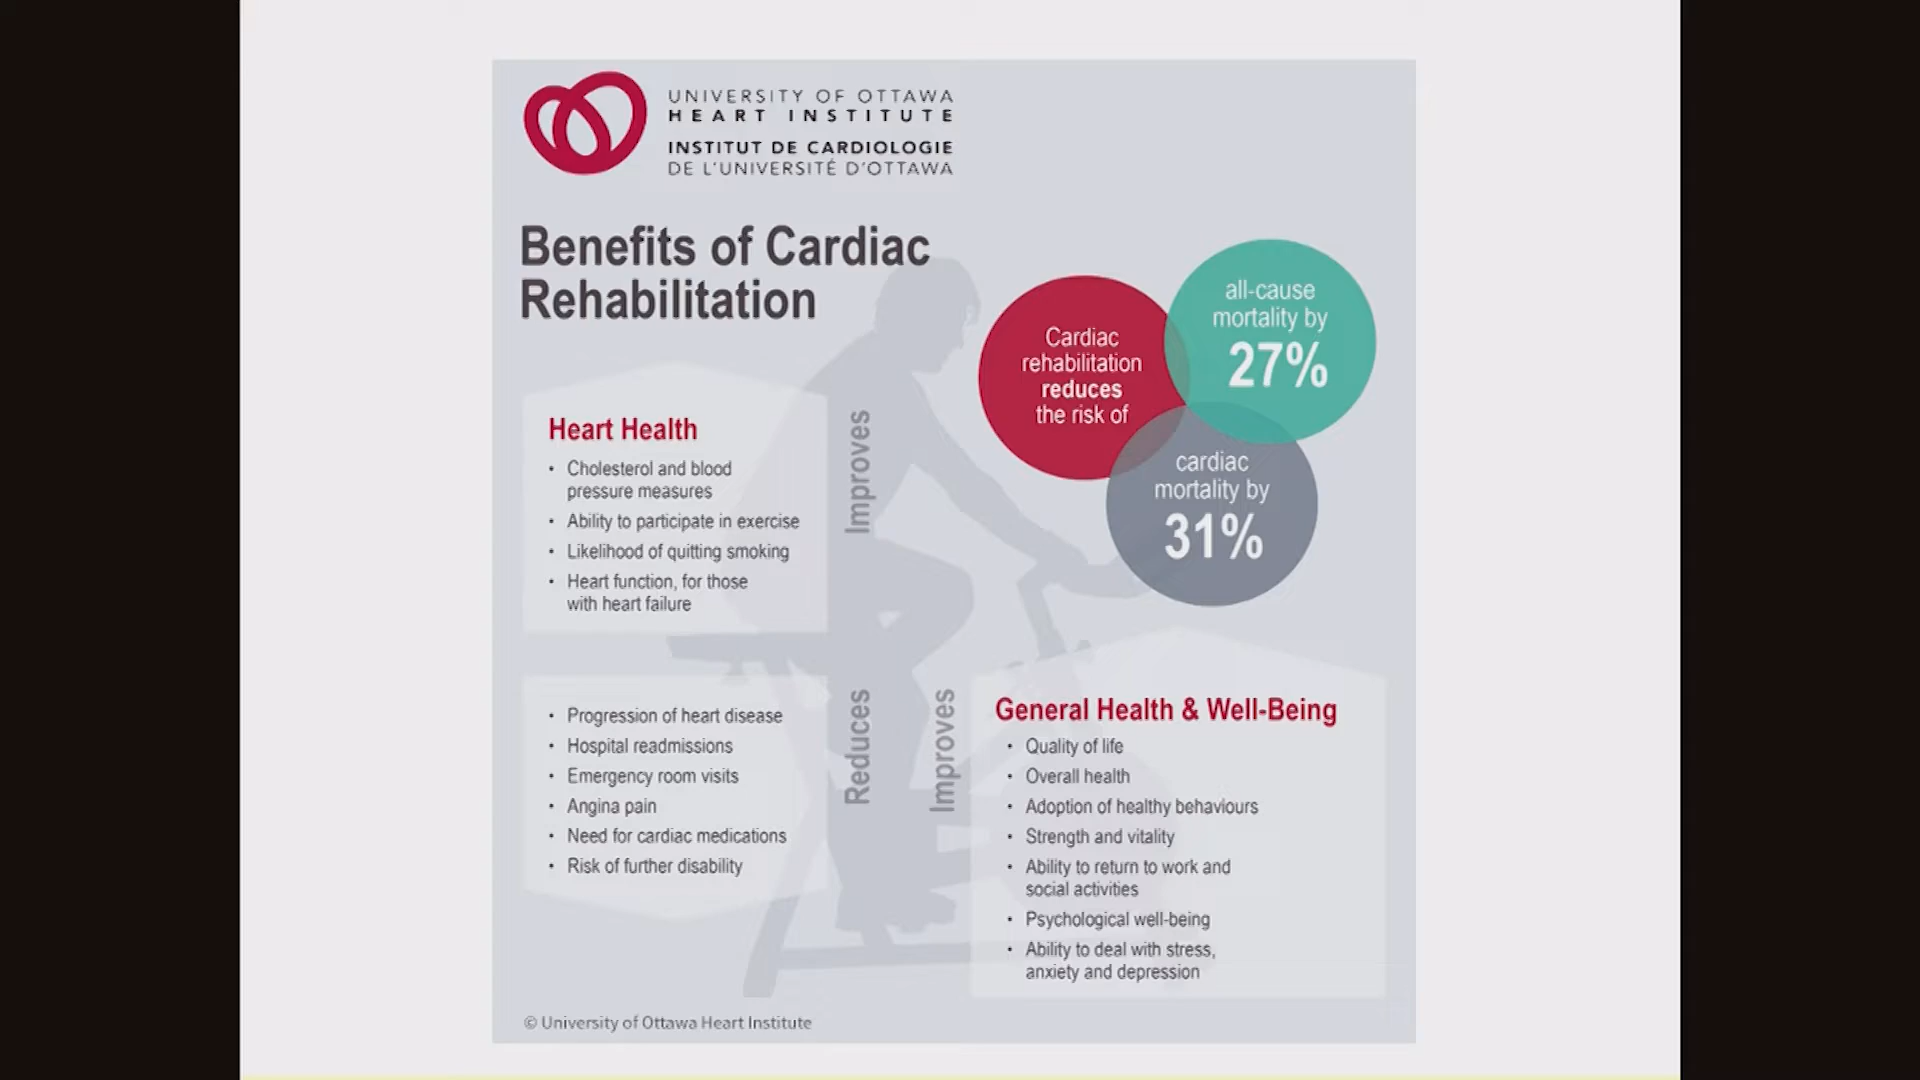 UNIVERSITY OF OTTAWA
HEART INSTITUTE
INSTITUT DE CARDIOLOGIE
DE L'UNIVERSITÉ D'OTTAWA
Benefits of Cardiac
Rehabilitation
Cardiac
rehabilitation
reduces
the risk of
all-cause
mortality by
27%
cardiac
mortality by
31%
Improves
Heart Health
• Cholesterol and blood
pressure measures
• Ability to participate in exercise
• Likelihood of quitting smoking
• Heart function, for those
with heart failure
Reduces
• Progression of heart disease
• Hospital readmissions
• Emergency room visits
• Angina pain
• Need for cardiac medications
• Risk of further disability
Improves
General Health & Well-Being
• Quality of life
• Overall health
• Adoption of healthy behaviours
• Strength and vitality
• Ability to return to work and
social activities
• Psychological well-being
• Ability to deal with stress,
anxiety and depression
© University of Ottawa Heart Institute